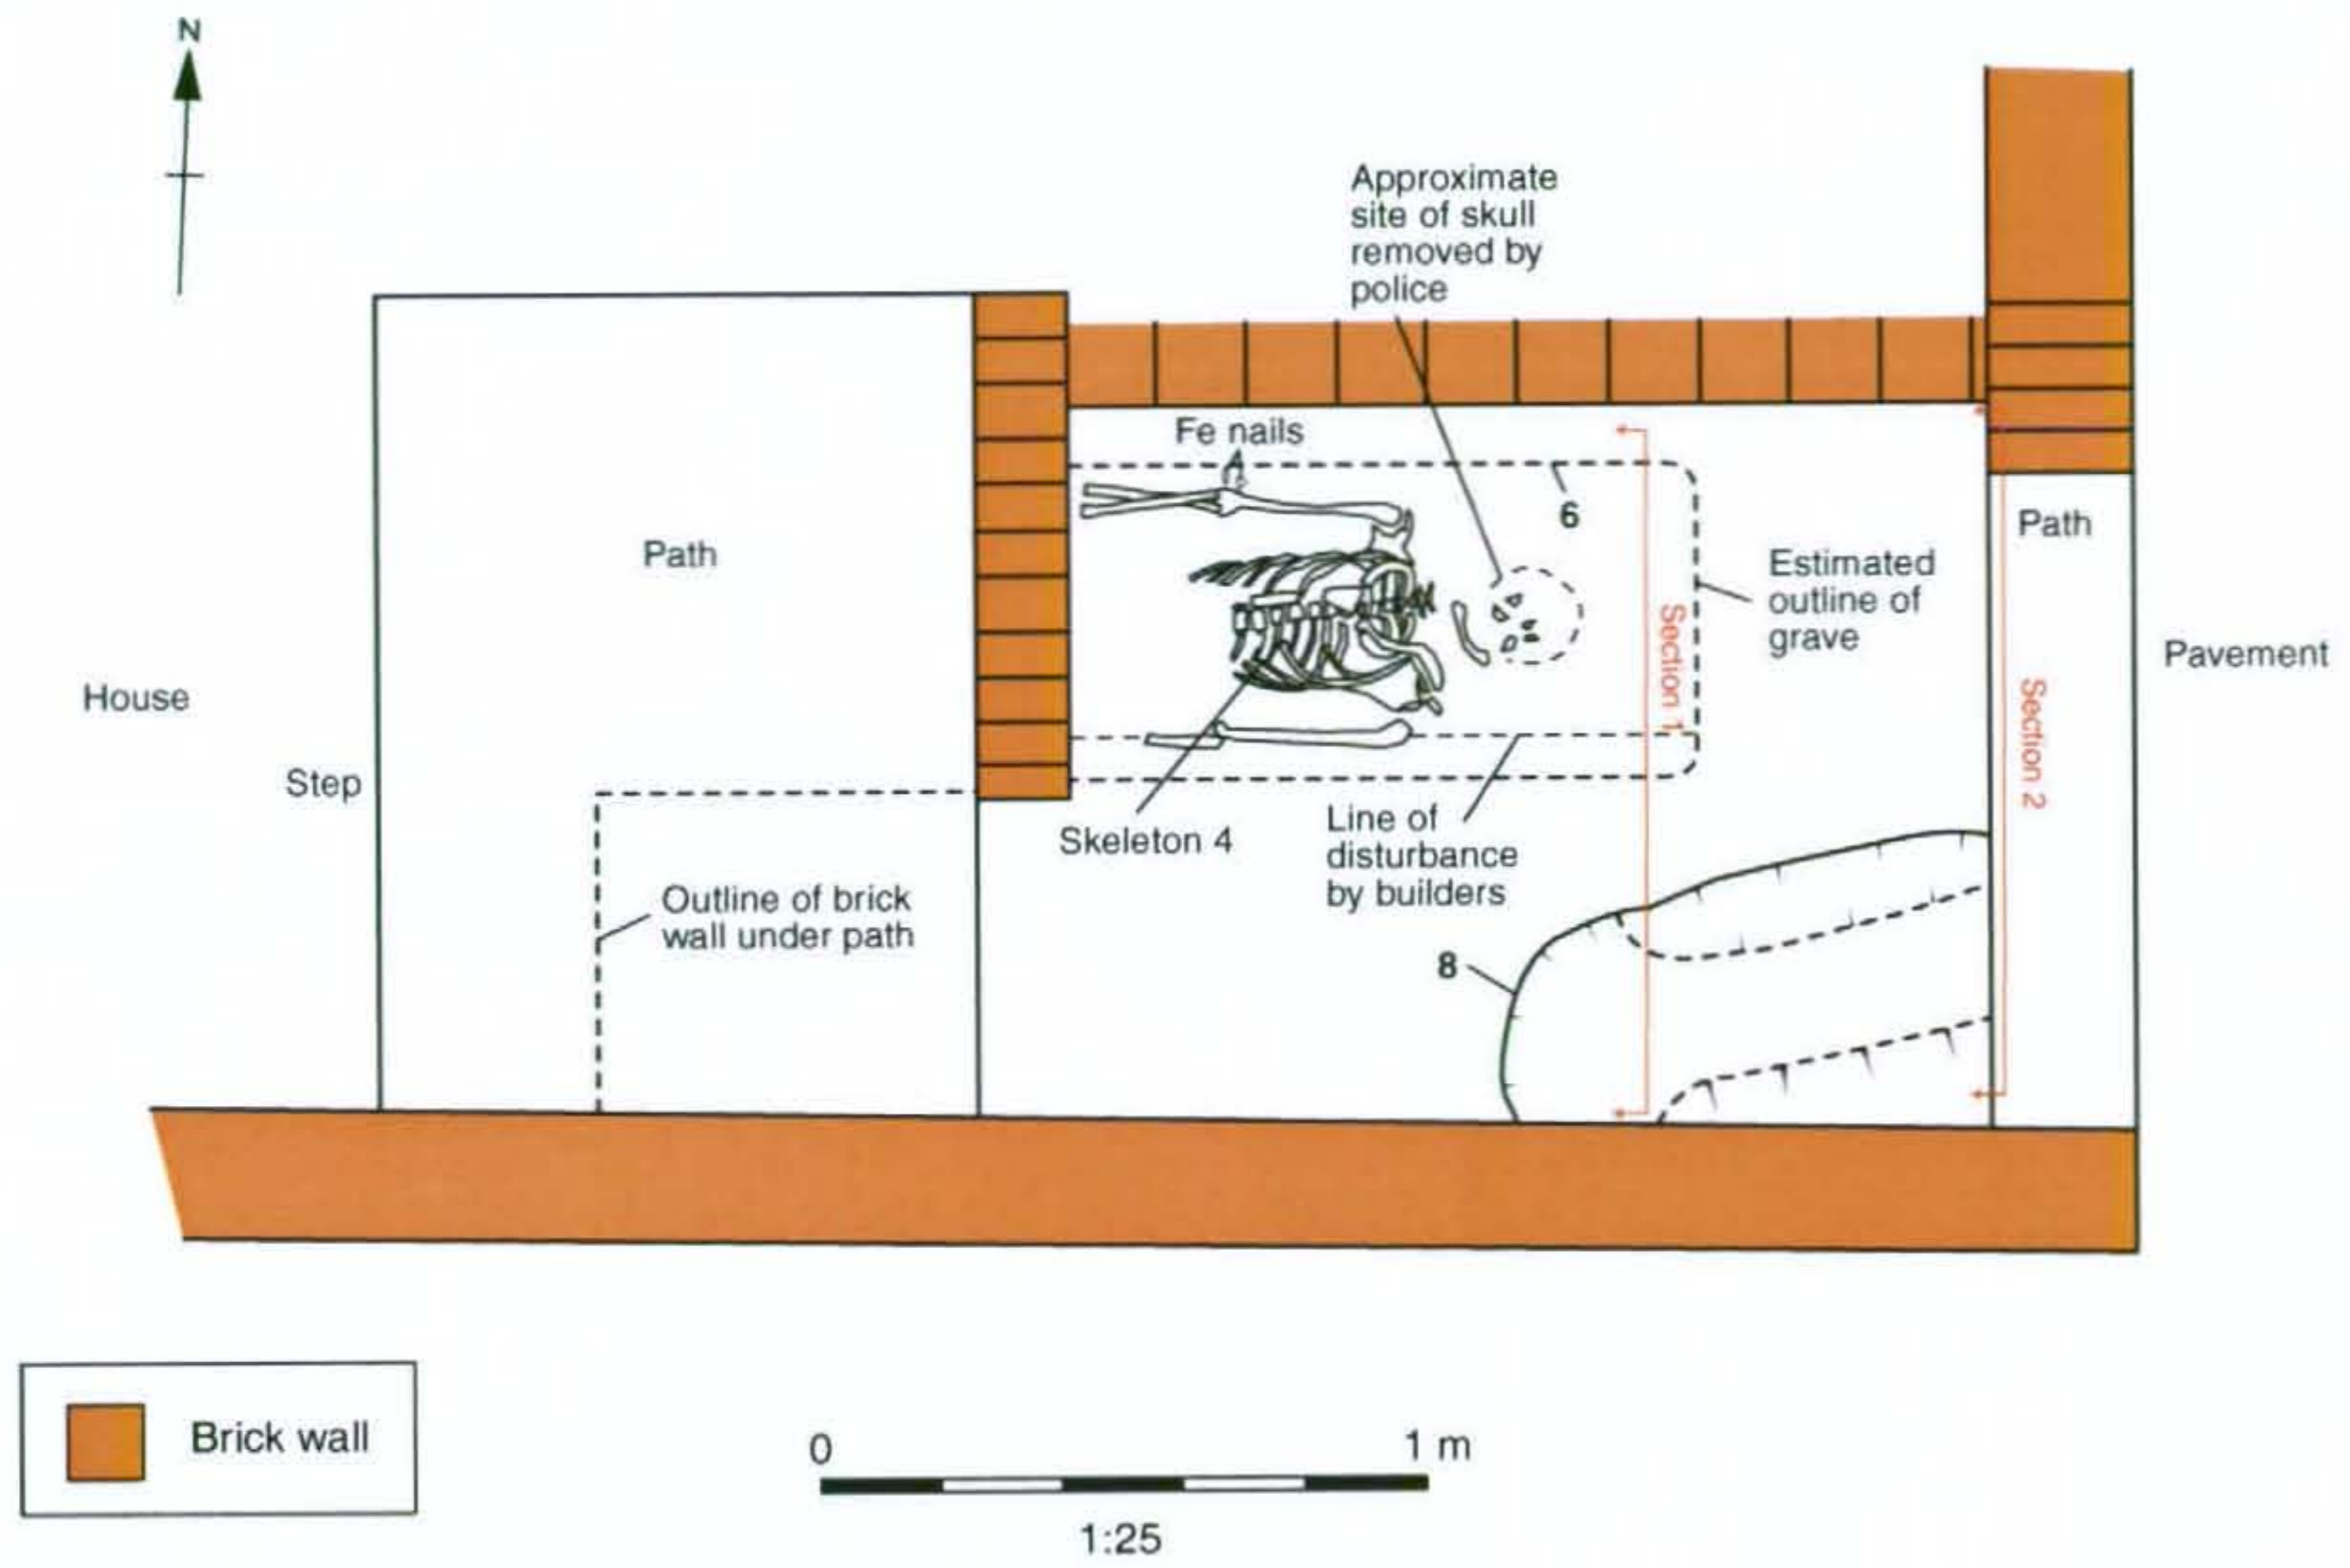 N
Approximate
site of skull
removed by
police
Fe nails
6
Path
Path
Estimated
outline of
grave
Section 1
Pavement
House
Section 2
Step
Skeleton 4
Line of
disturbance
by builders
Outline of brick
wall under path
8
Brick wall
0
1 m
1:25